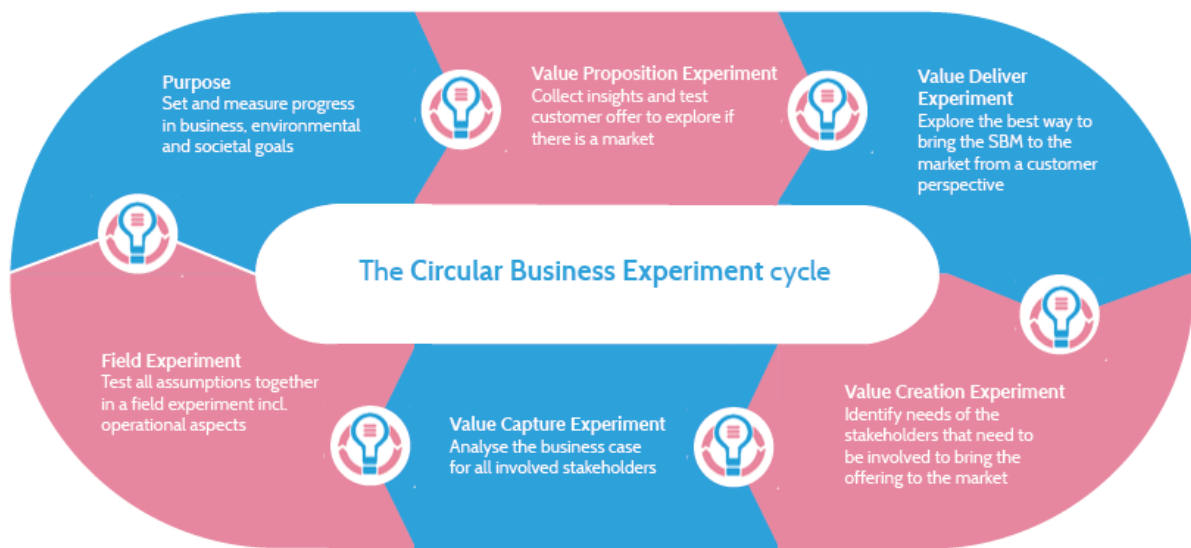 Purpose
Set and measure progress
in business, environmental
and societal goals
Value Proposition Experiment
Collect insights and test
customer offer to explore if
there is a market
Value Deliver
Experiment
Explore the best way to
bring the SBM to the
market from a customer
perspective
The Circular Business Experiment cycle
Field Experiment
Test all assumptions together
in a field experiment incl.
operational aspects
Value Capture Experiment
Analyse the business case
for all involved stakeholders
Value Creation Experiment
Identify needs of the
stakeholders that need to
be involved to bring the
offering to the market